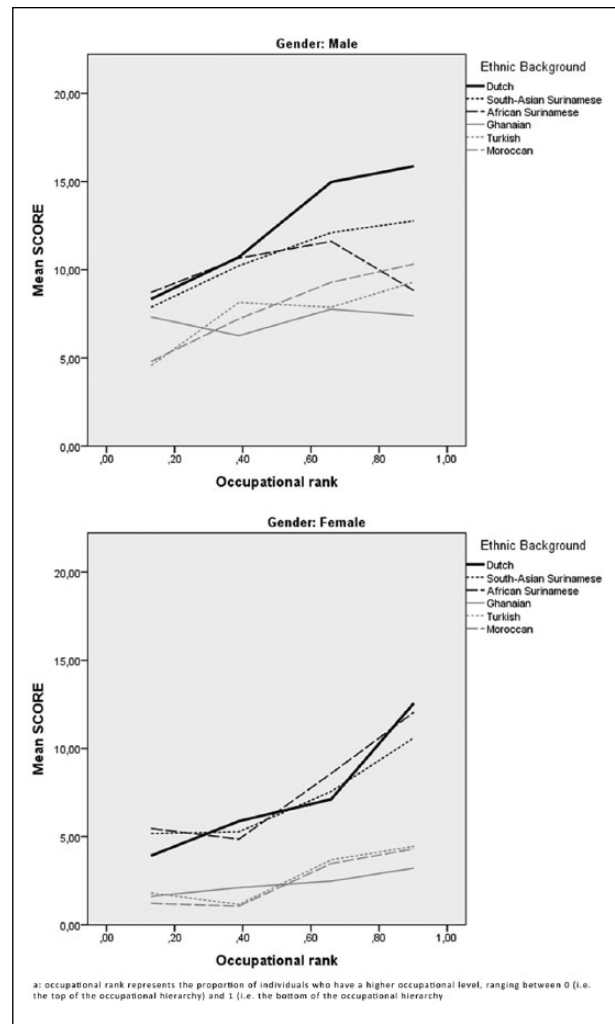 Gender: Male
Ethnic Background
Dutch
South-Asian Surinamese
African Surinamese
Ghanaian
Turkish
Moroccan
Mean SCORE
20,00
15,00
10,00
5,00
0,00
,00 ,20 ,40 ,60 ,80 1,00
Occupational rank
Gender: Female
Ethnic Background
Dutch
South-Asian Surinamese
African Surinamese
Ghanaian
Turkish
Moroccan
Mean SCORE
20,00
15,00
10,00
5,00
0,00
,00 ,20 ,40 ,60 ,80 1,00
Occupational rank
a: occupational rank represents the proportion of individuals who have a higher occupational level, ranging between 0 (i.e.
the top of the occupational hierarchy) and 1 (i.e. the bottom of the occupational hierarchy